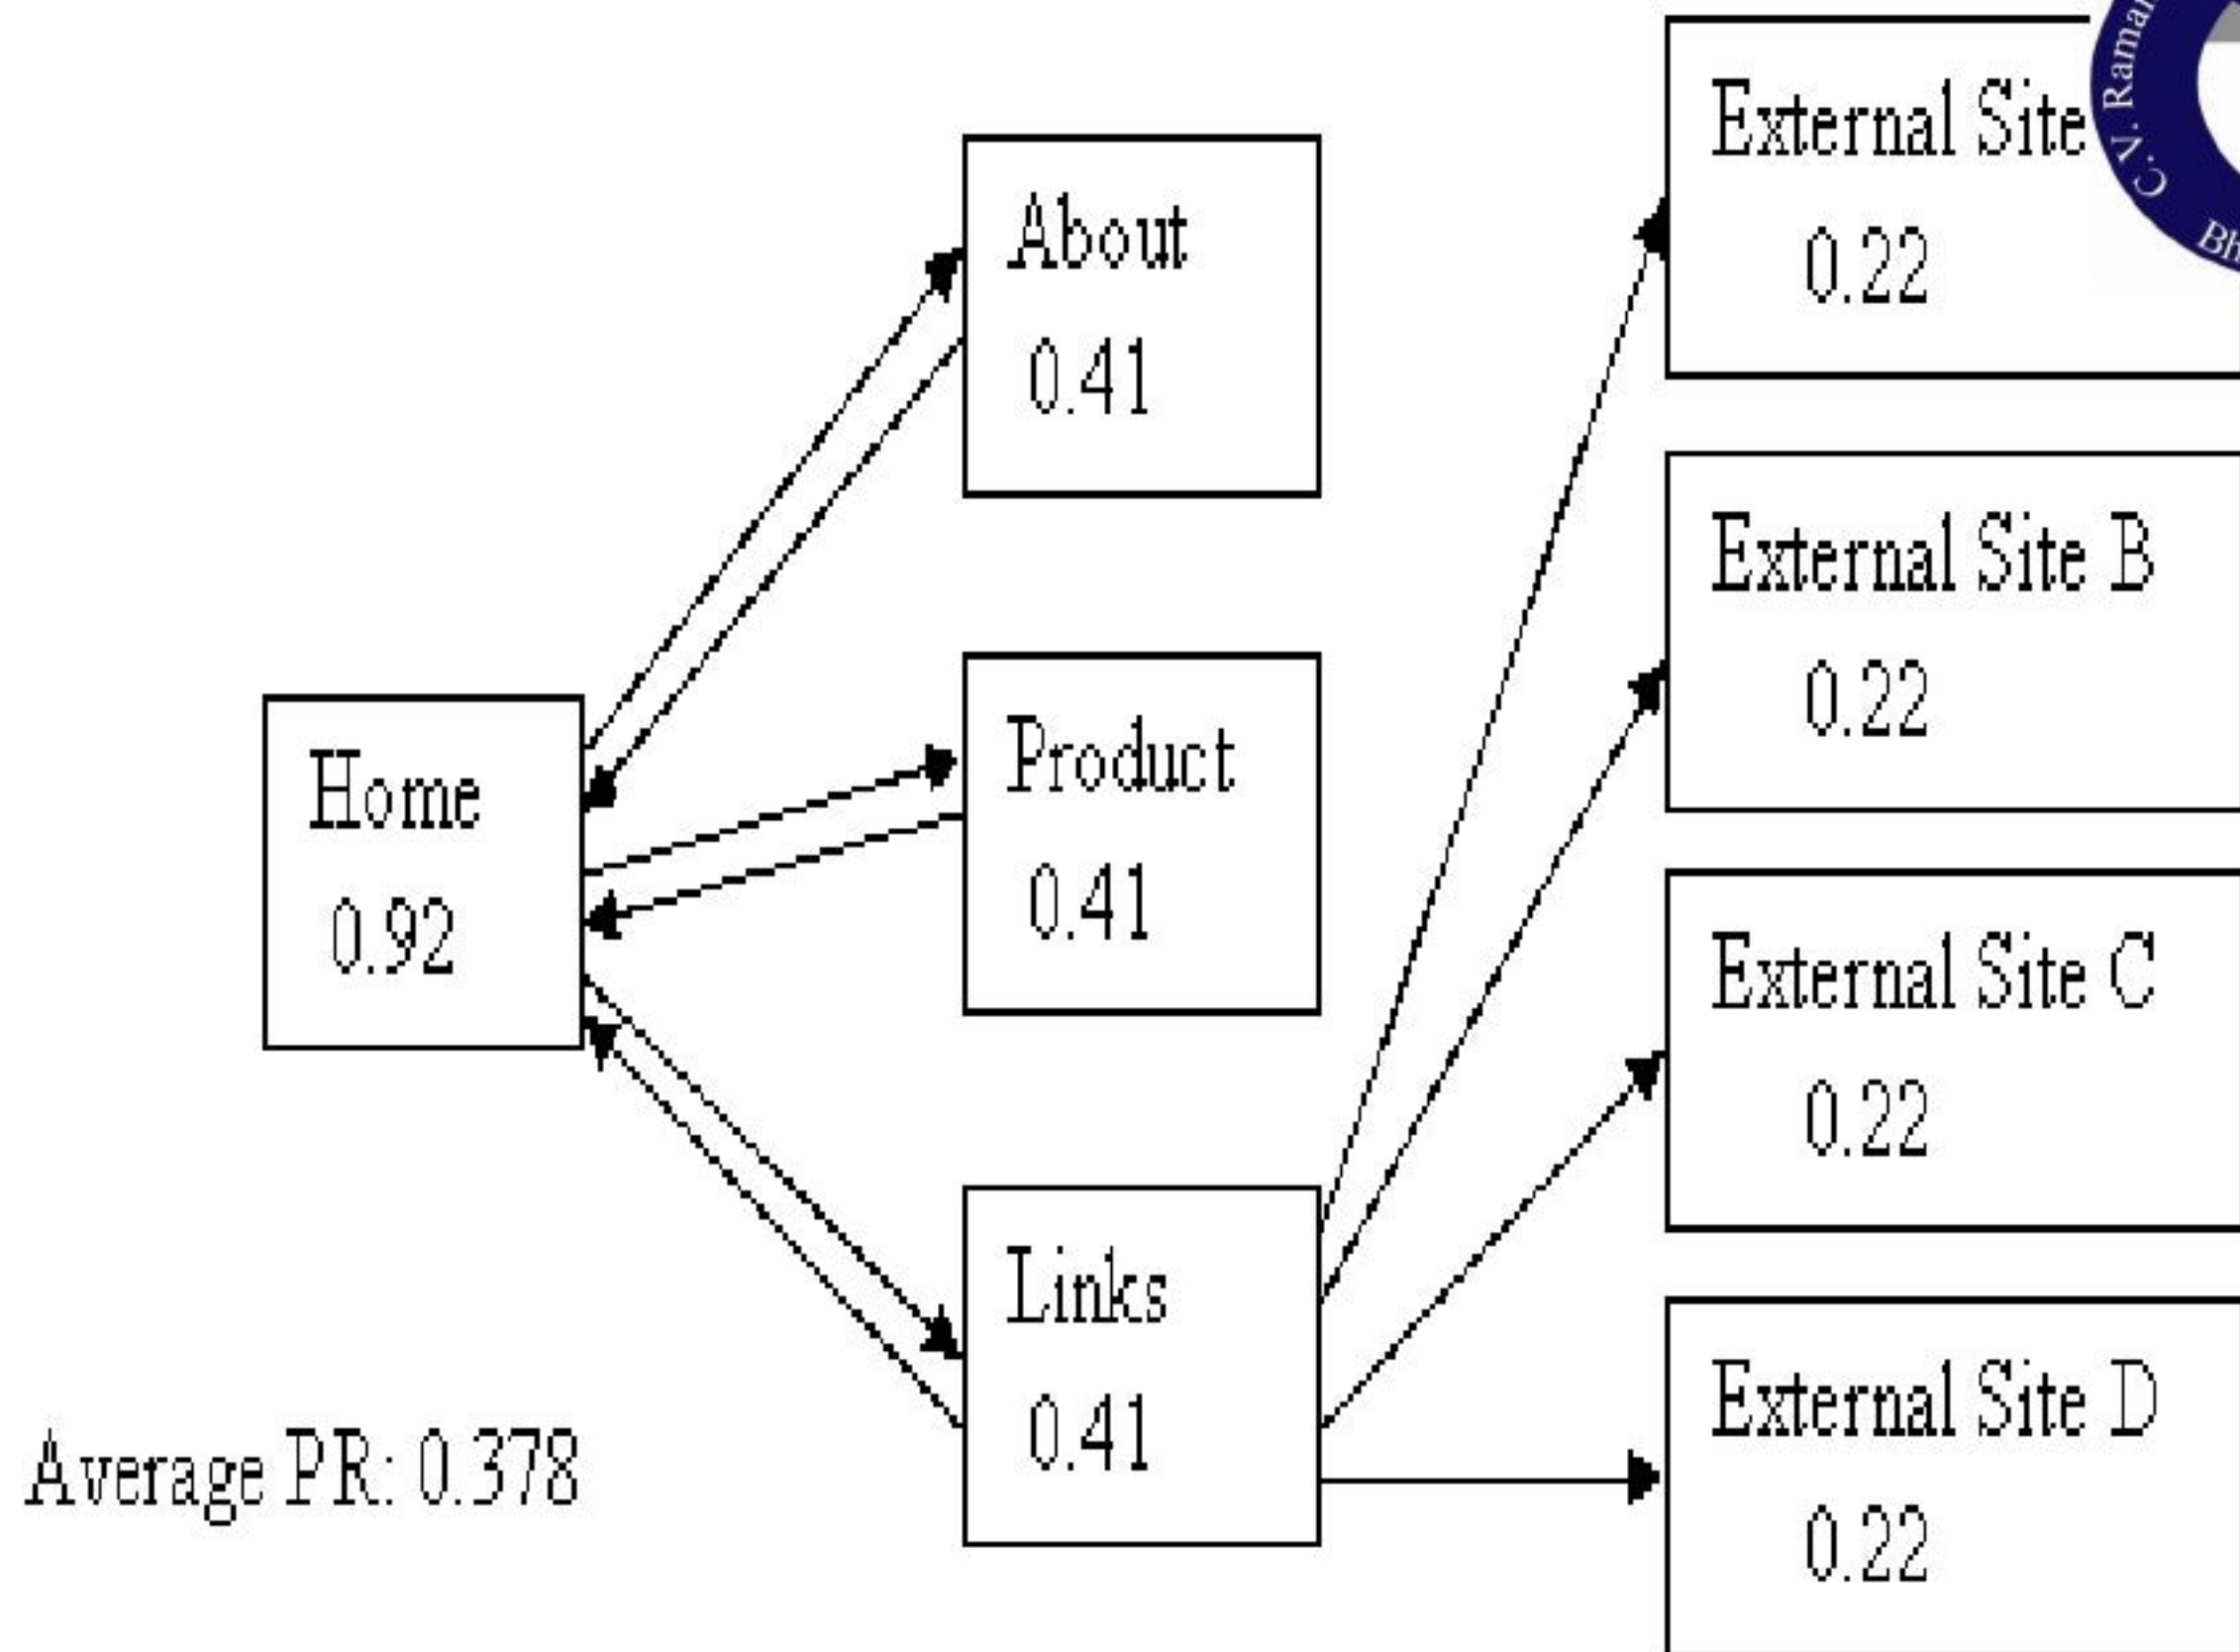 External Site
0.22
About
0.41
External Site B
0.22
Product
0.41
Home
0.92
External Site C
0.22
Links
0.41
External Site D
0.22
Average PR: 0.378
C.V. Raman